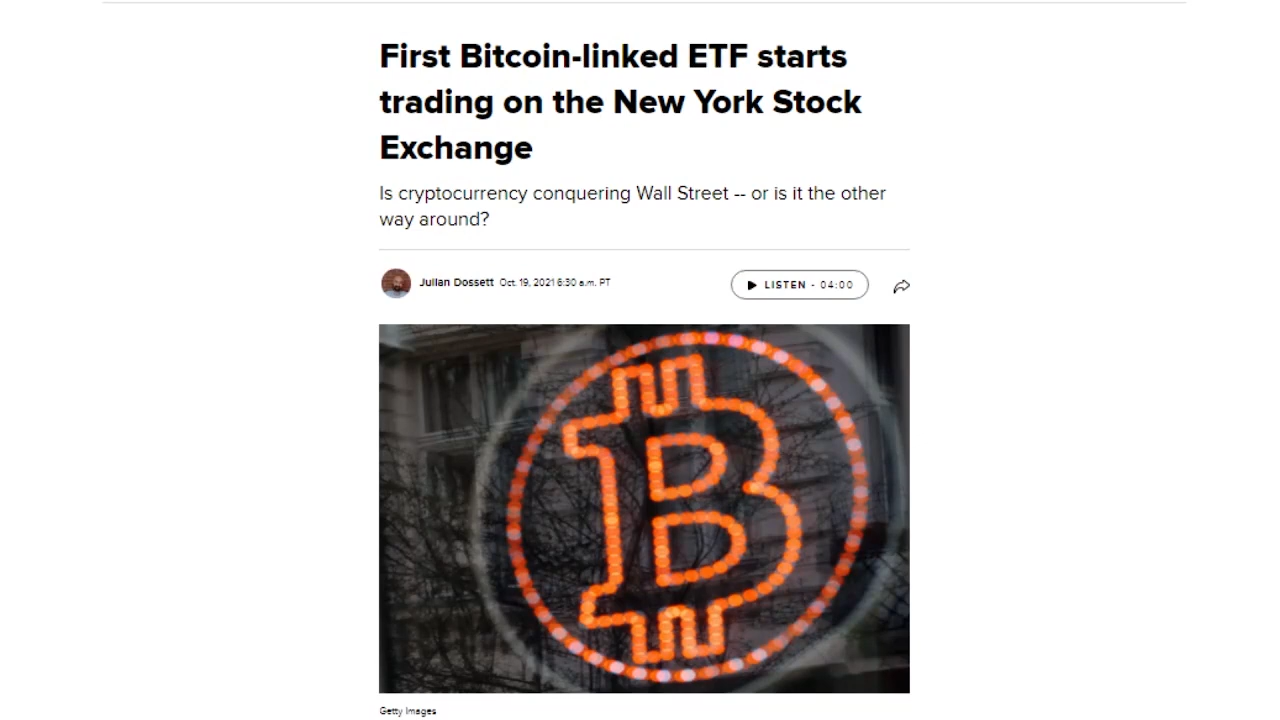 First Bitcoin-linked ETF starts
trading on the New York Stock
Exchange
Is cryptocurrency conquering Wall Street -- or is it the other
way around?
Julian Dossett Oct. 19, 2021 6:30 a.m. PT
LISTEN - 04:00
Getty Images